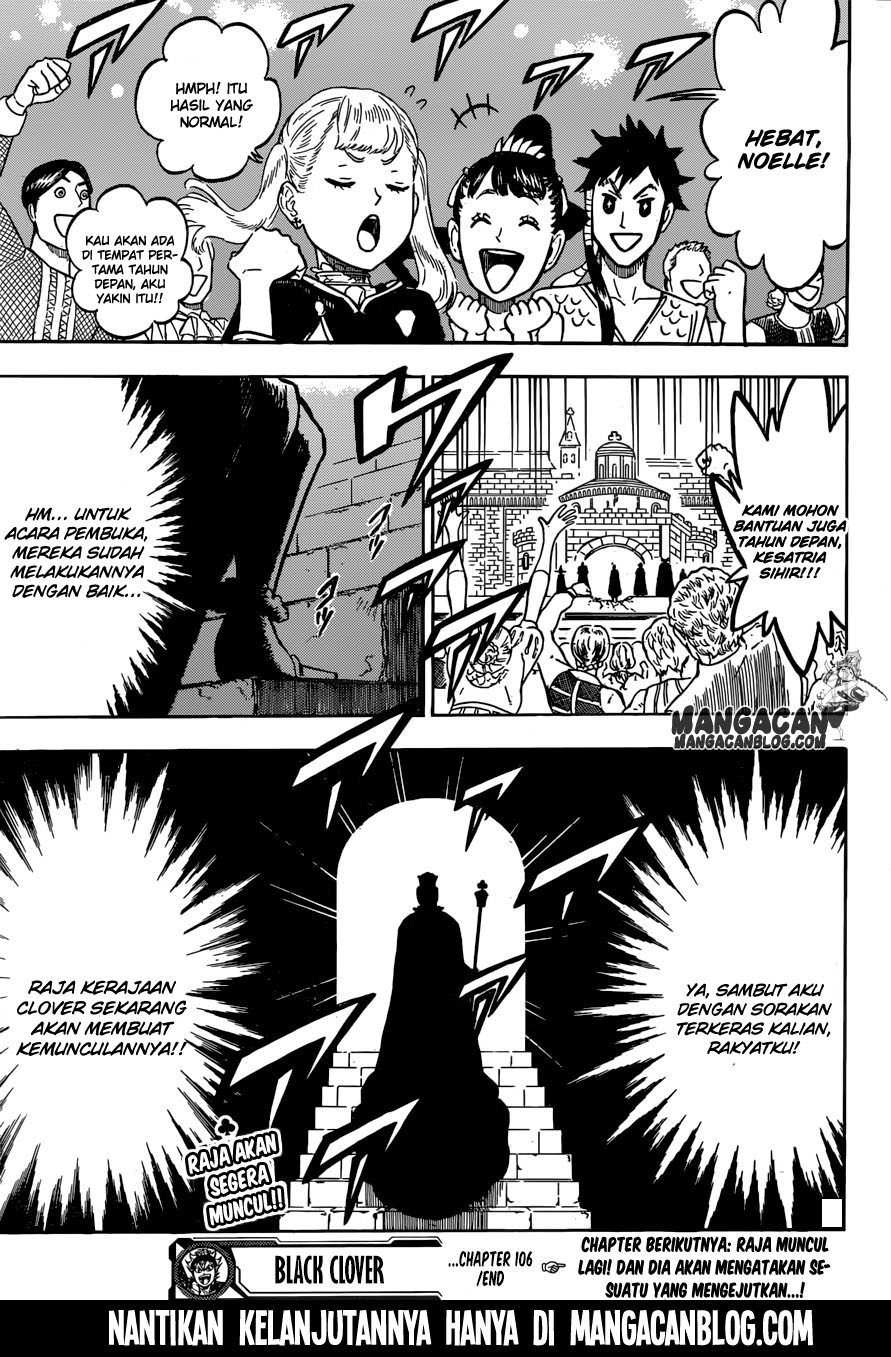 HEBAT,
NOELLE!
HMPH! ITU
HASIL YANG
NORMAL!
KAU AKAN ADA
DI TEMPAT PER-
TAMA TAHUN
DEPAN, AKU
YAKIN ITU!!
KAMI MOHON
BANTUAN JUGA
TAHUN DEPAN,
KESATRIA
SIHIR!!!
HM... UNTUK
ACARA PEMBUKA,
MEREKA SUDAH
MELAKUKANNYA
DENGAN BAIK...
MANGACAN
MANGACANBLOG.COM
YA, SAMBUT AKU
DENGAN SORAKAN
TERKERAS KALIAN,
RAKYATKU!
RAJA KERAJAAN
CLOVER SEKARANG
AKAN MEMBUAT
KEMUNCULANNYA!!
RAJA AKAN
SEGERA
MUNCUL!!
BLACK CLOVER
...CHAPTER 106
/END
CHAPTER BERIKUTNYA: RAJA MUNCUL
LAGI! DAN DIA AKAN MENGATAKAN SE-
SUATU YANG MENGEJUTKAN...!
NANTIKAN KELANJUTANNYA HANYA DI MANGACANBLOG.COM